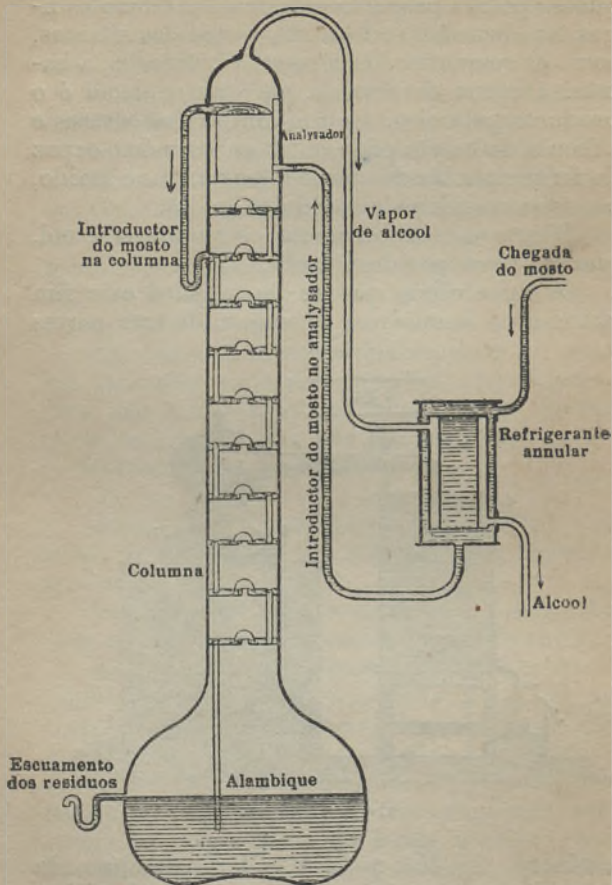 Analysador
Introductor
do mosto
na columna
Vapor
de alcool
Chegada
do mosto
Introductor do mosto no analysador
Refrigerante
annular
Columna
Alcool
Escuamento
dos residuos
Alambique